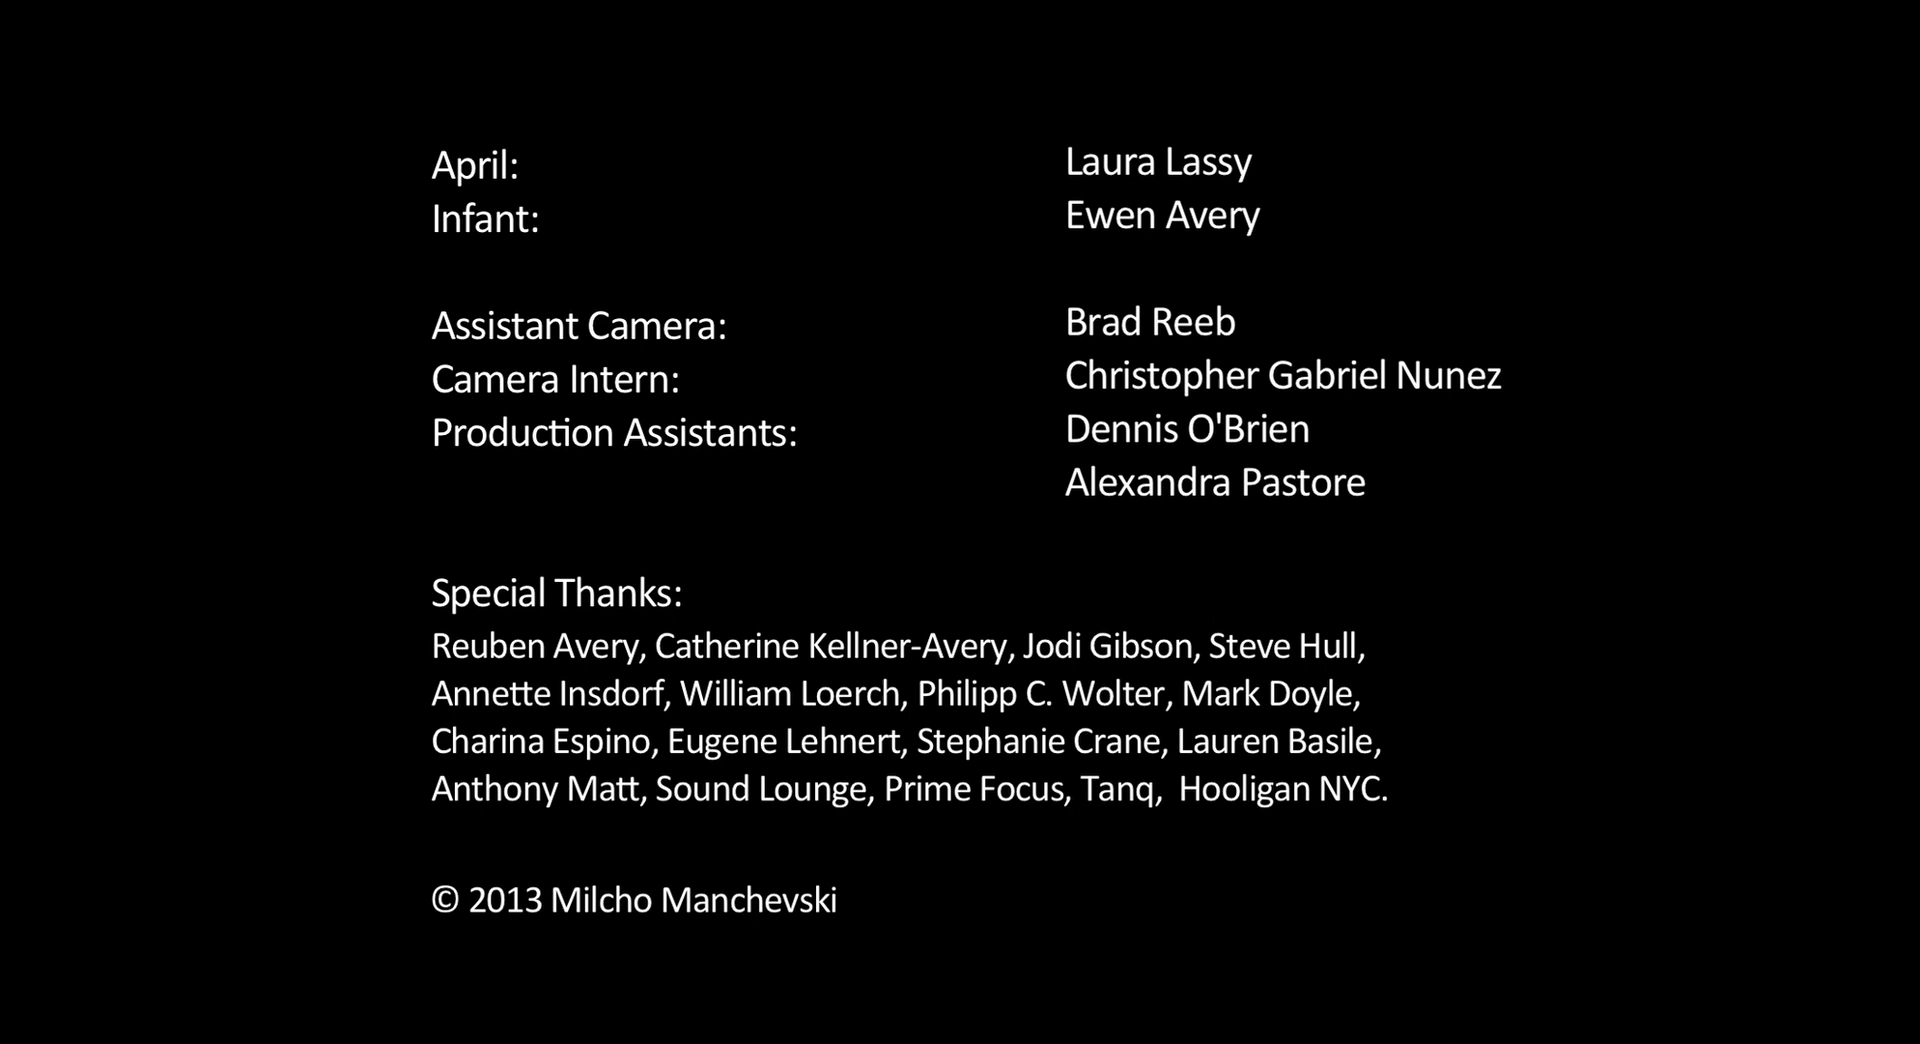 April: Laura Lassy
Infant: Ewen Avery
Assistant Camera: Brad Reeb
Camera Intern: Christopher Gabriel Nunez
Production Assistants: Dennis O'Brien
Alexandra Pastore
Special Thanks:
Reuben Avery, Catherine Kellner-Avery, Jodi Gibson, Steve Hull,
Annette Insdorf, William Loerch, Philipp C. Wolter, Mark Doyle,
Charina Espino, Eugene Lehnert, Stephanie Crane, Lauren Basile,
Anthony Matt, Sound Lounge, Prime Focus, Tanq,  Hooligan NYC.
© 2013 Milcho Manchevski